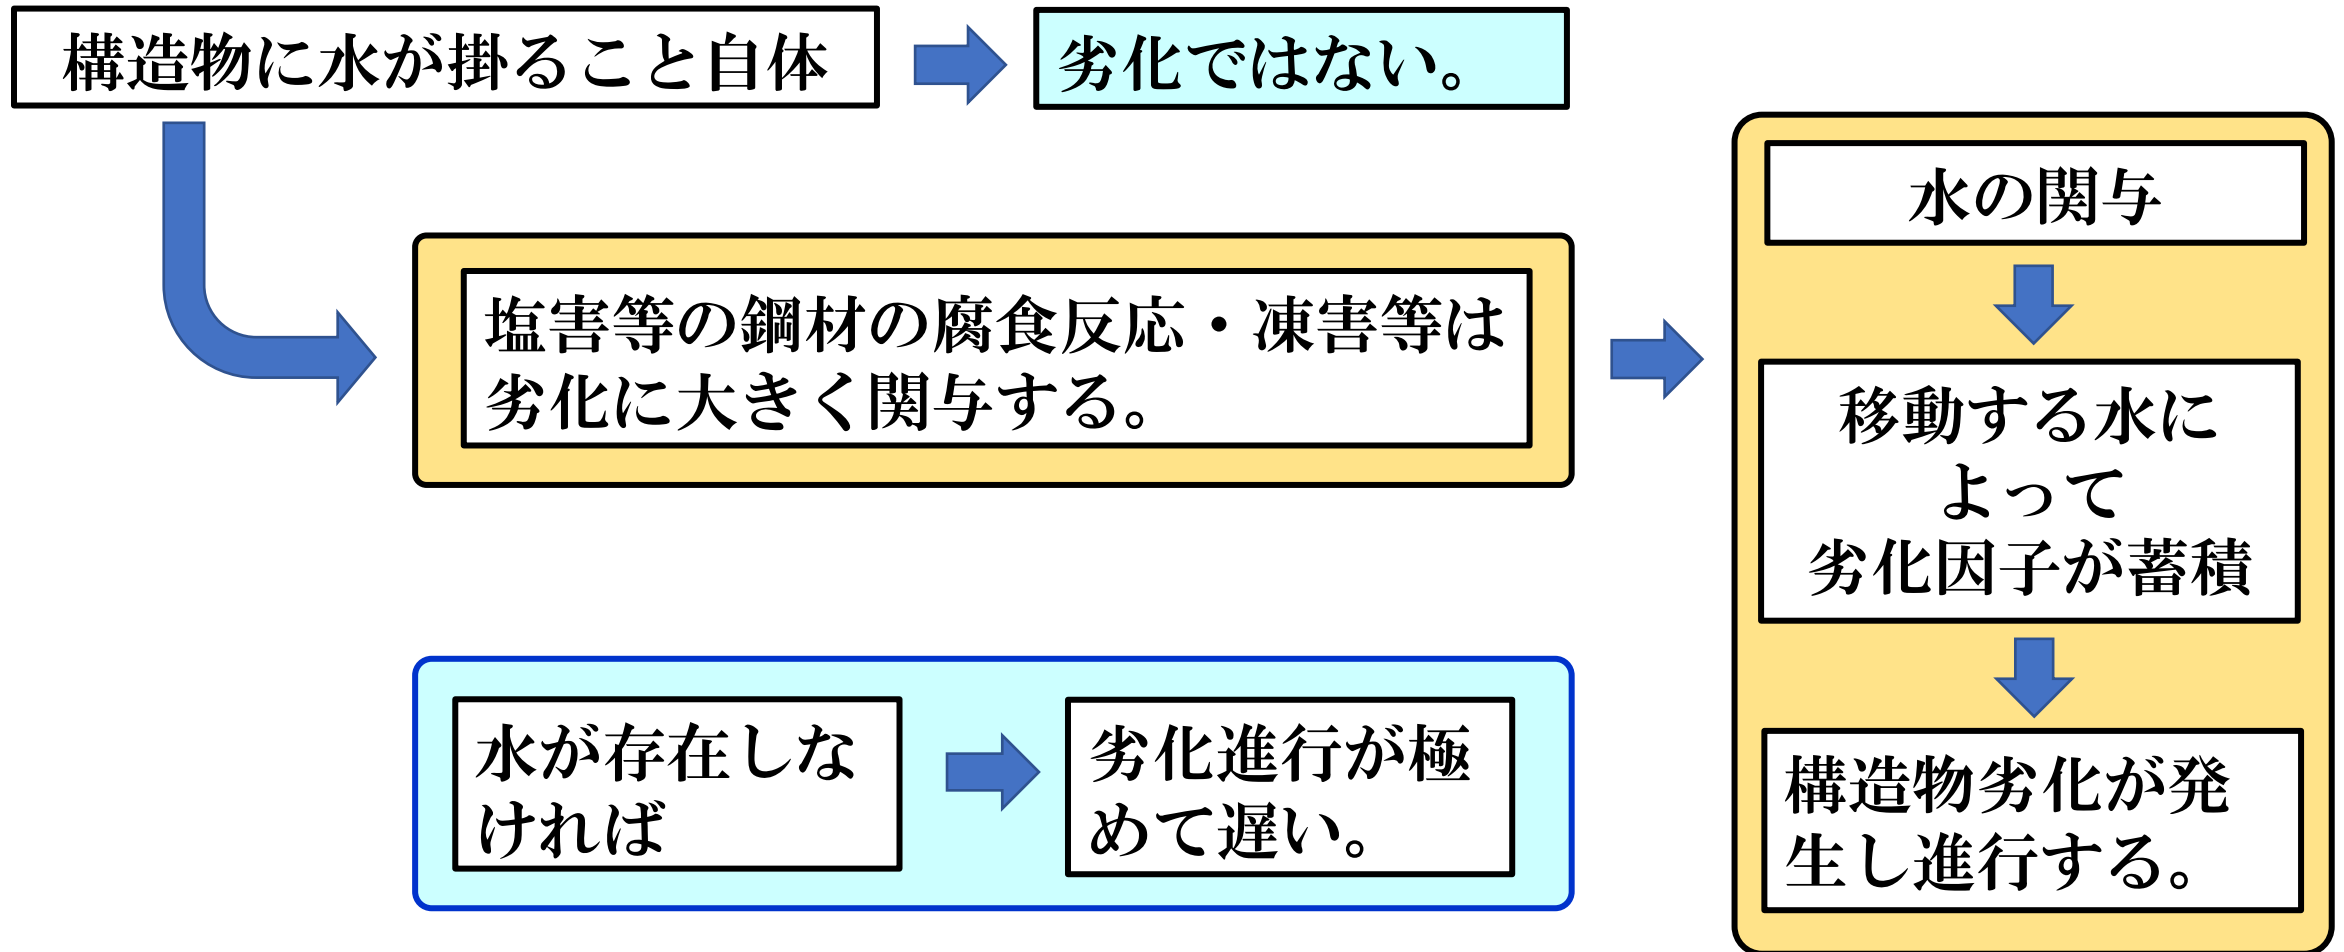 構造物に水が掛ること自体
劣化ではない。
塩害等の鋼材の腐食反応・凍害等は
劣化に大きく関与する。
水の関与
移動する水に
よって
劣化因子が蓄積
構造物劣化が発
生し進行する。
水が存在しな
ければ
劣化進行が極
めて遅い。